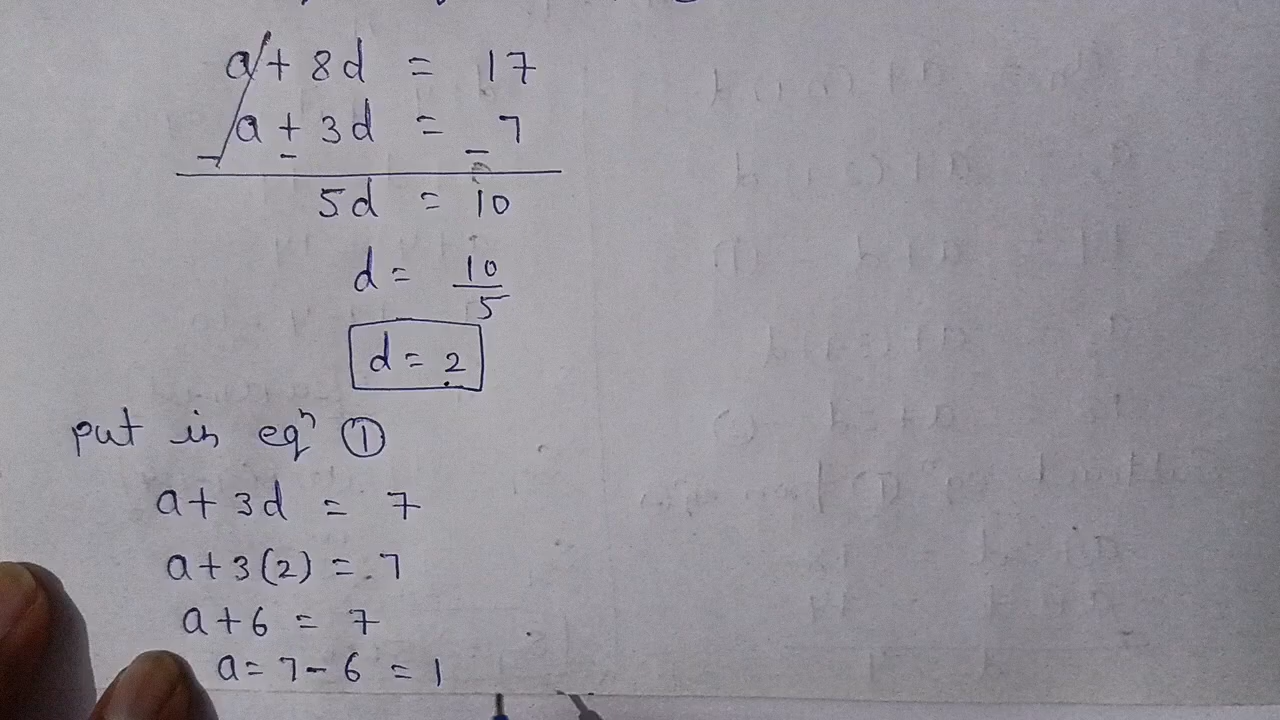 a + 8d = 17
a + 3d = 7
- - -
5d = 10
d = 10/5
d = 2
put in eqⁿ ①
a + 3d = 7
a + 3(2) = 7
a + 6 = 7
a = 7 - 6 = 1